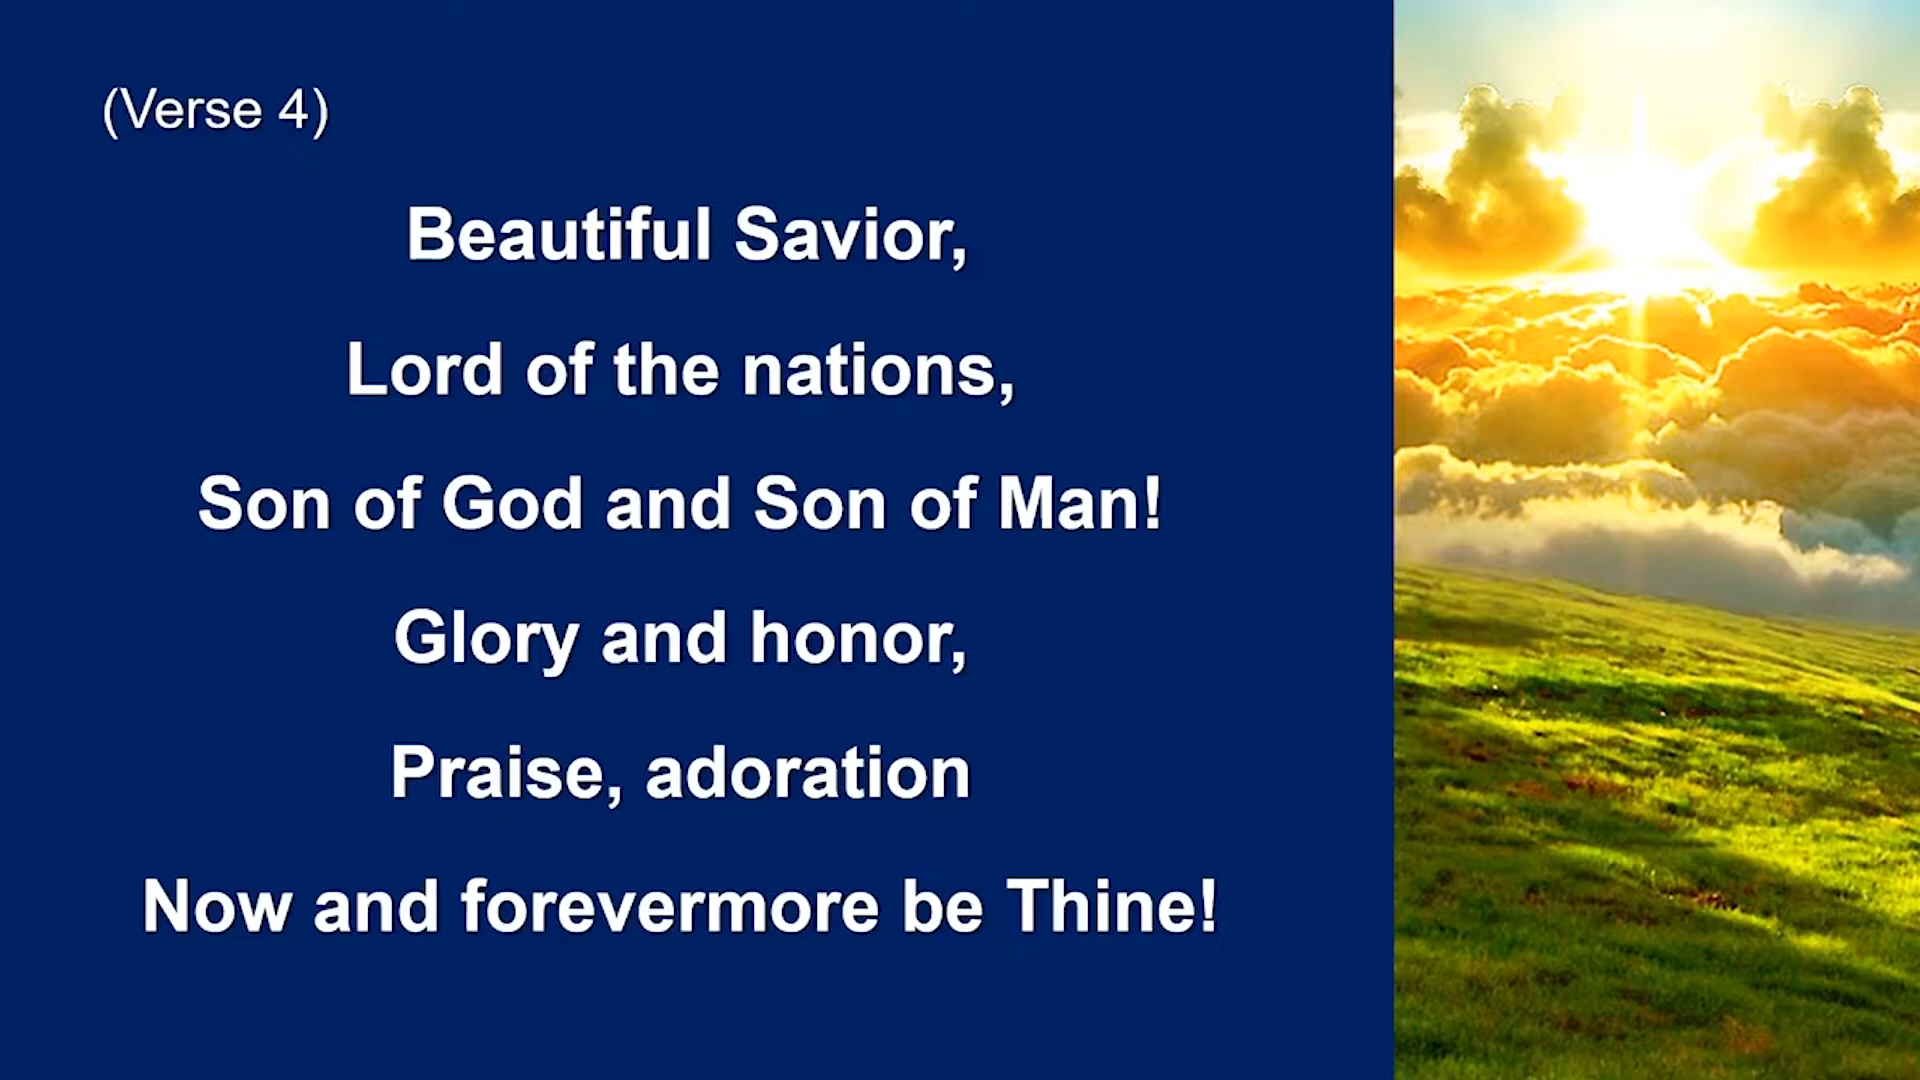 (Verse 4)
Beautiful Savior,
Lord of the nations,
Son of God and Son of Man!
Glory and honor,
Praise, adoration
Now and forevermore be Thine!